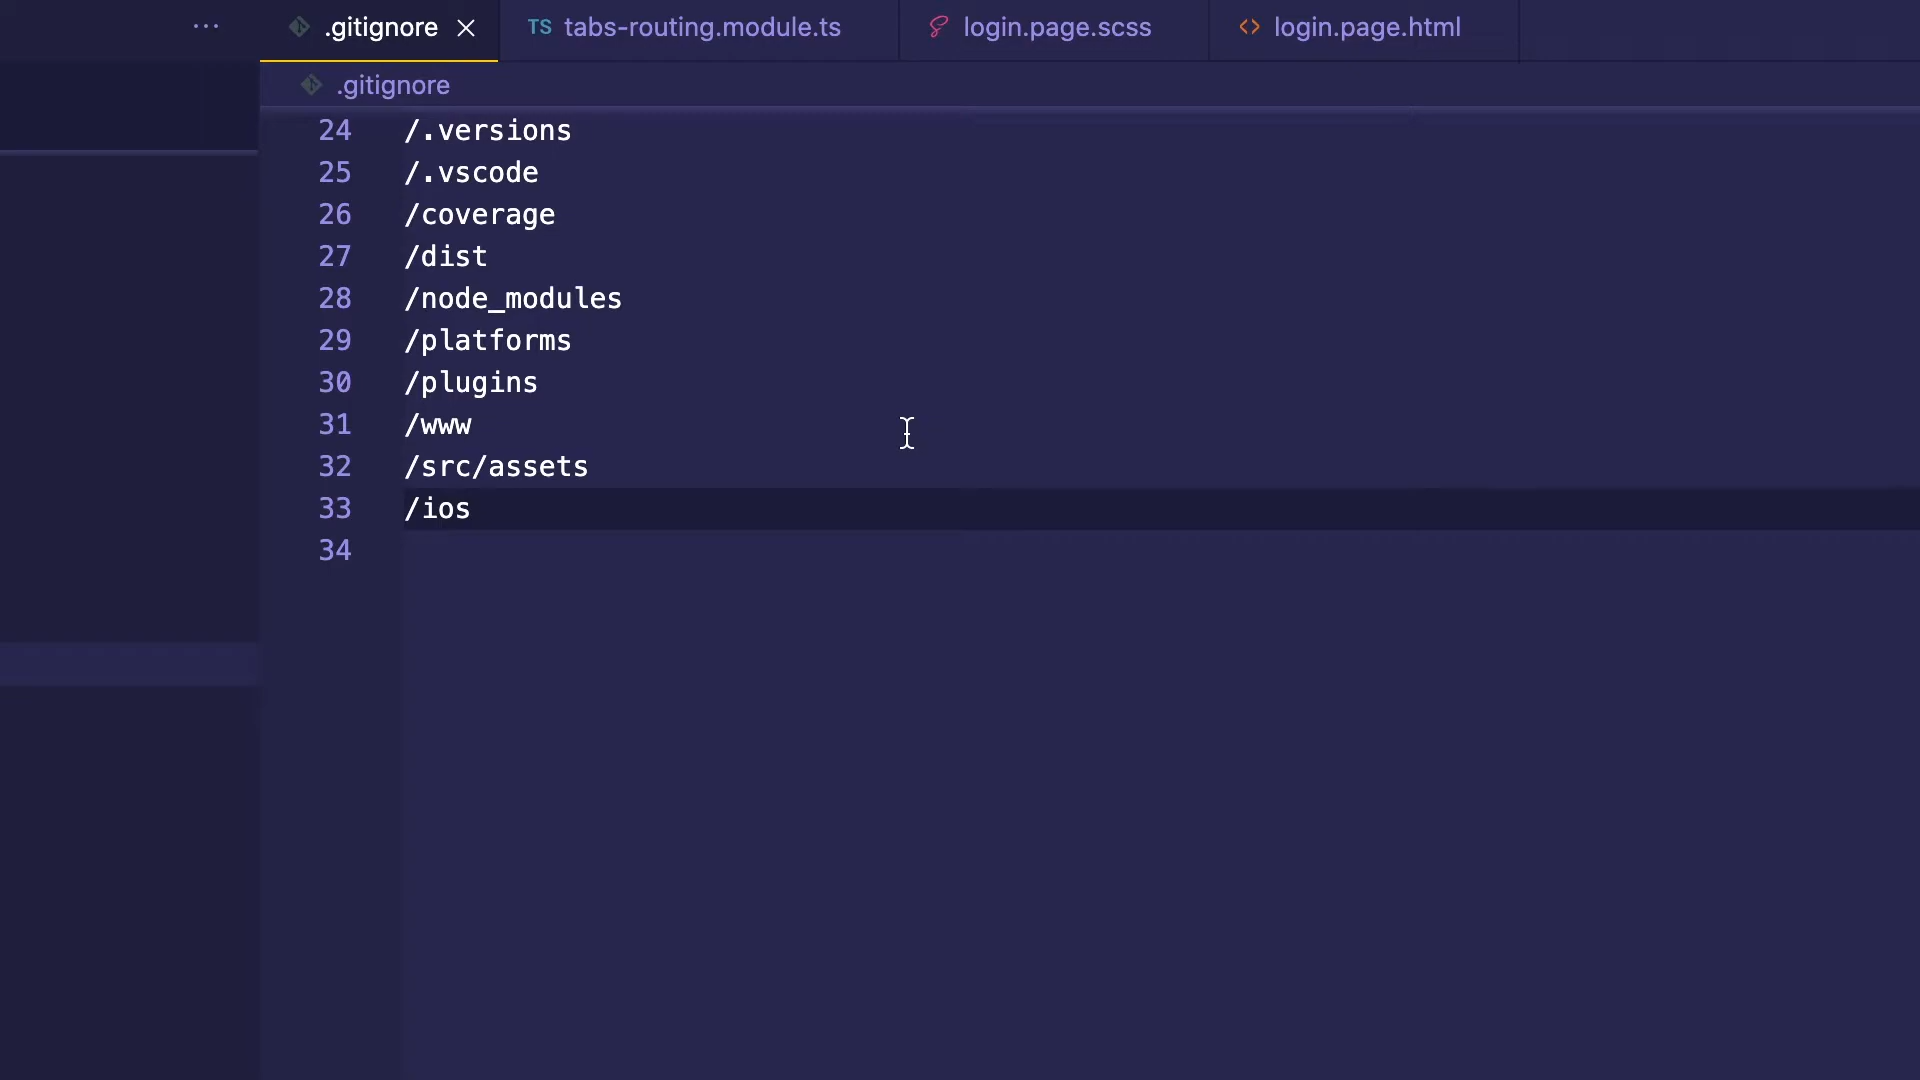 ... .gitignore TS tabs-routing.module.ts login.page.scss <> login.page.html
.gitignore
24 /.versions
25 /.vscode
26 /coverage
27 /dist
28 /node_modules
29 /platforms
30 /plugins
31 /www
32 /src/assets
33 /ios
34